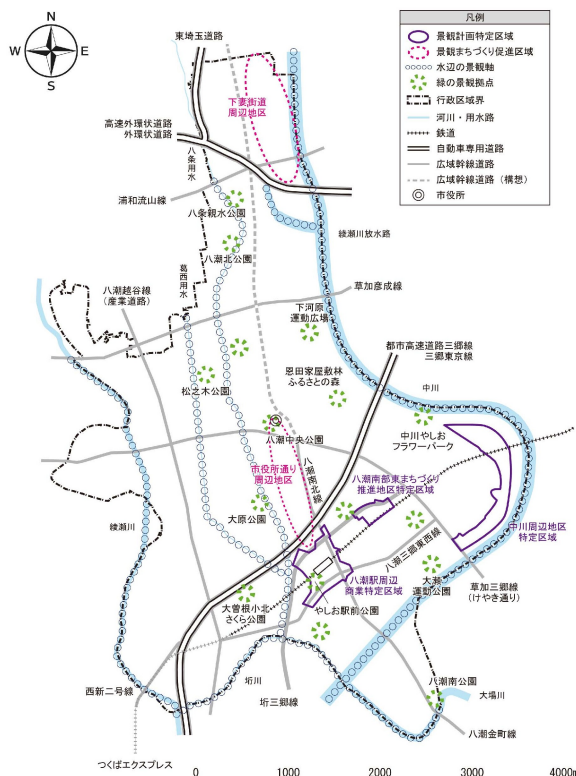 凡例
景観計画特定区域
景観まちづくり促進区域
水辺の景観軸
緑の景観拠点
行政区域界
河川・用水路
鉄道
自動車専用道路
広域幹線道路
広域幹線道路（構想）
市役所
N
W
E
S
東埼玉道路
下妻街道
周辺地区
高速外環状道路
外環状道路
八条用水
浦和流山線
八条親水公園
綾瀬川放水路
八潮北公園
葛西用水
八潮越谷線
（産業道路）
草加彦成線
下河原
運動広場
都市高速道路三郷線
三郷東京線
恩田家屋敷林
ふるさとの森
松之木公園
中川
中川やしお
フラワーパーク
八潮中央公園
八潮南北線
市役所通り
周辺地区
八潮南部東まちづくり
推進地区特定区域
大原公園
綾瀬川
中川周辺地区
特定区域
八潮三郷東西線
八潮駅周辺
商業特定区域
大瀬
運動公園
草加三郷線
（けやき通り）
大曽根小北
さくら公園
やしお駅前公園
八潮南公園
西新二号線
圻川
圻三郷線
大場川
八潮金町線
つくばエクスプレス
0
1000
2000
3000
4000m